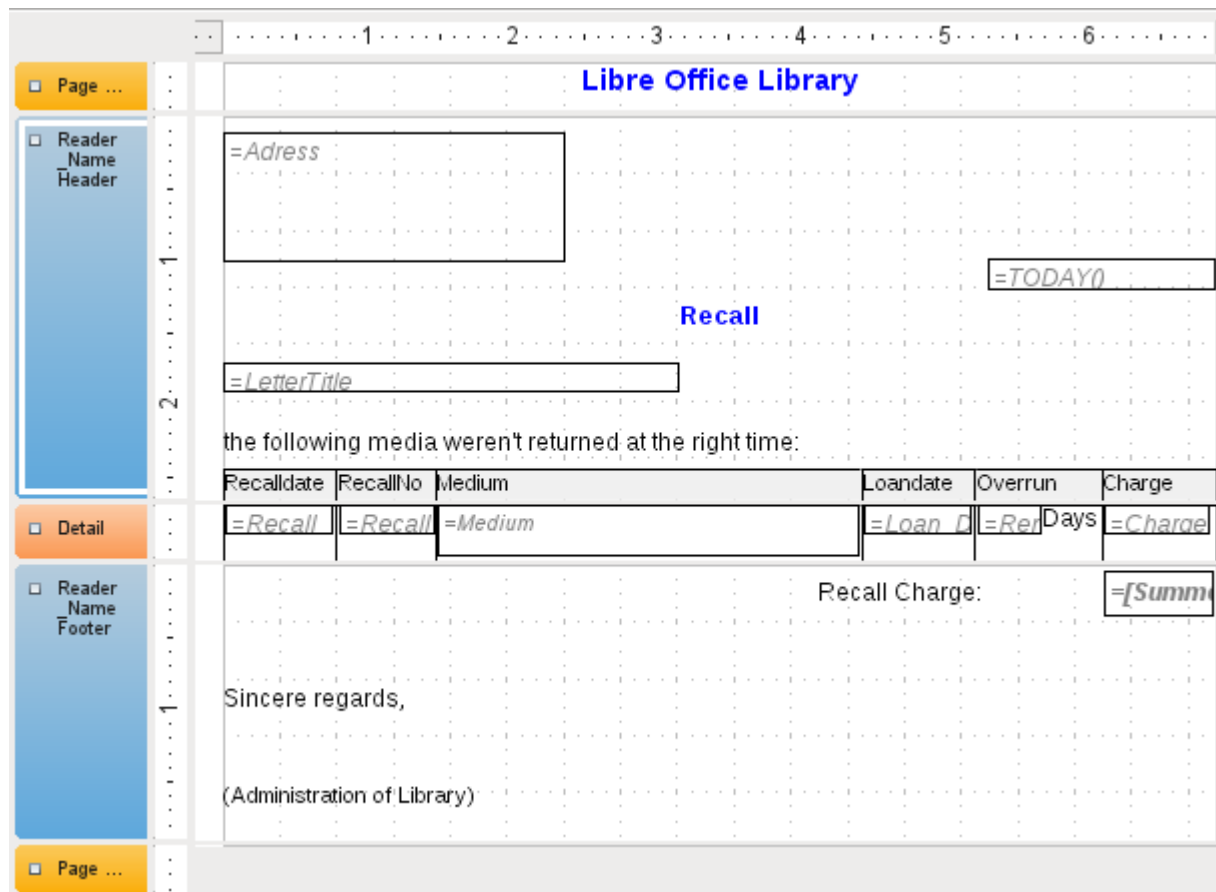 1 2 3 4 5 6
Page ...
Libre Office Library
Reader
_Name
Header
=Adress
1
=TODAY()
Recall
=LetterTitle
2
the following media weren't returned at the right time:
Recalldate RecallNo Medium Loandate Overrun Charge
Detail
=Recall =Recall =Medium =Loan_D =Rer Days =Charge
Reader
_Name
Footer
Recall Charge: =[Summe
1
Sincere regards,
(Administration of Library)
Page ...